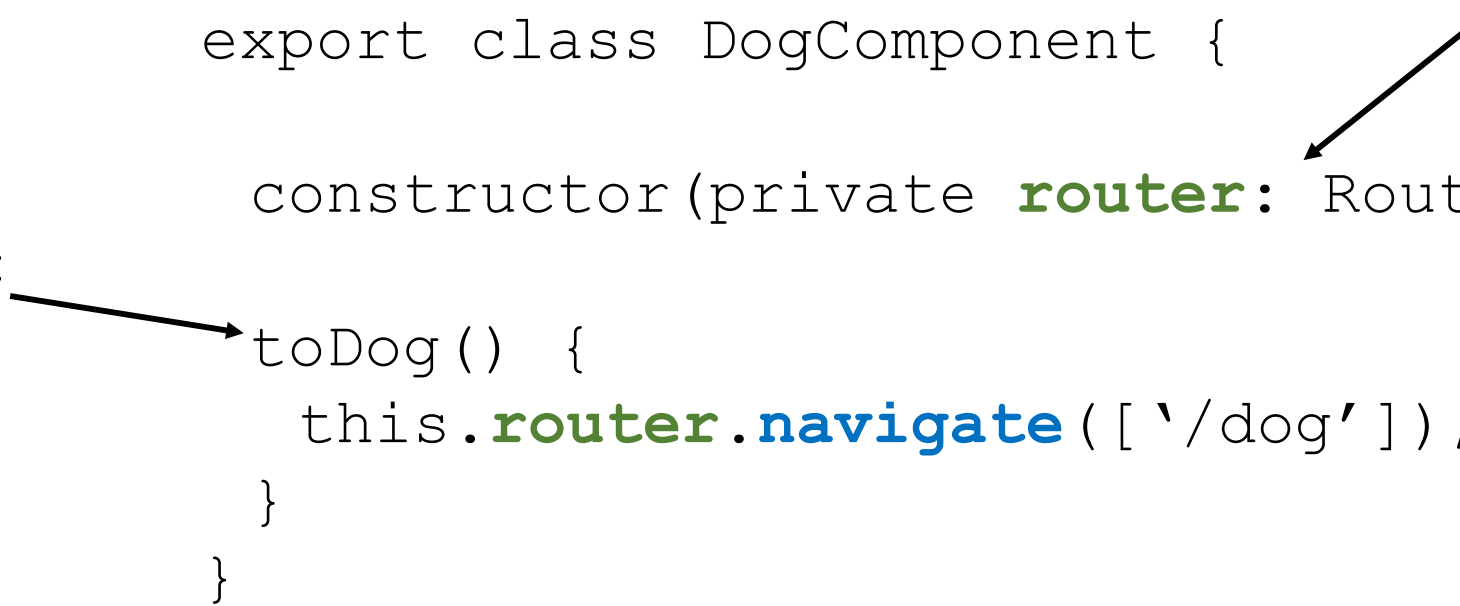 export class DogComponent {
constructor(private router: Rout
toDog() {
this.router.navigate([‘/dog’])
}
}